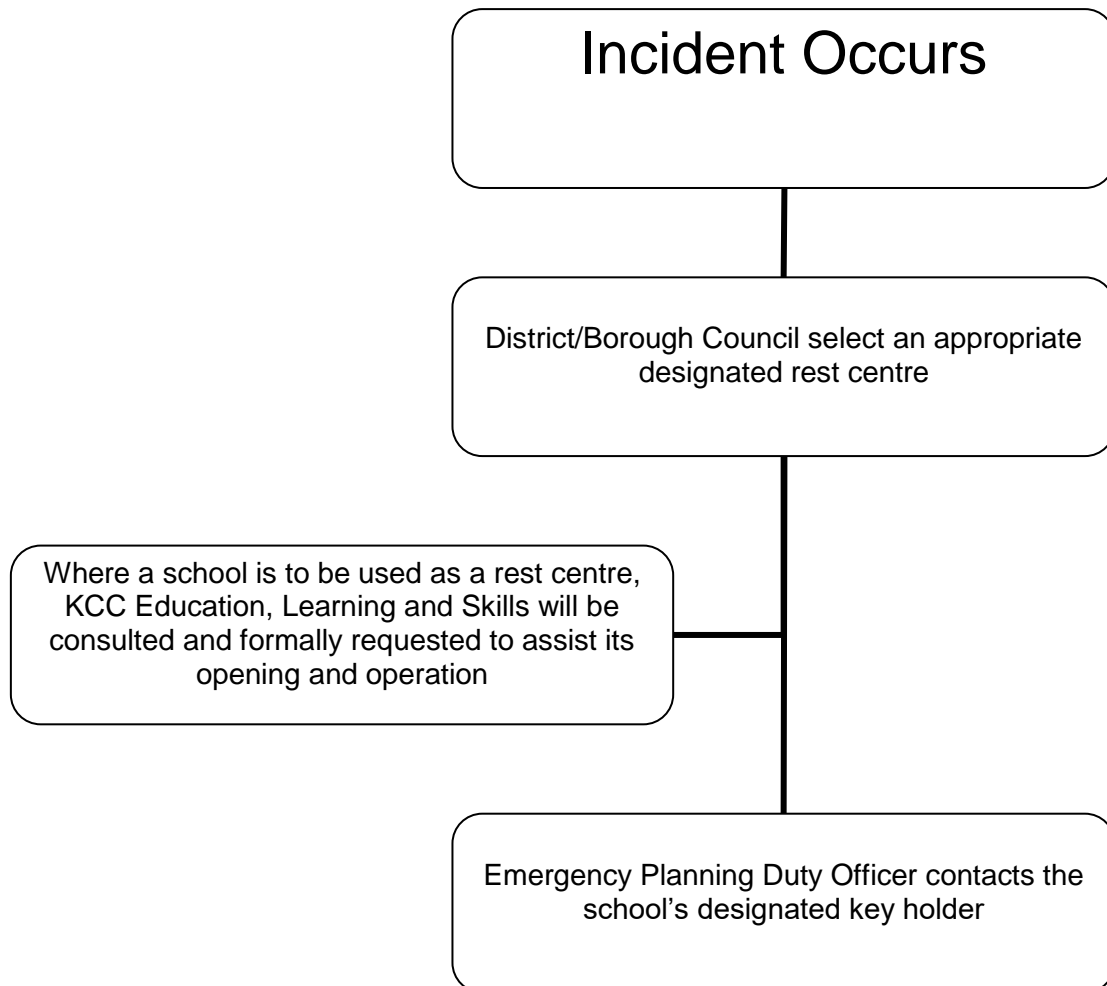 Incident Occurs
District/Borough Council select an appropriate
designated rest centre
Where a school is to be used as a rest centre,
KCC Education, Learning and Skills will be
consulted and formally requested to assist its
opening and operation
Emergency Planning Duty Officer contacts the
school’s designated key holder